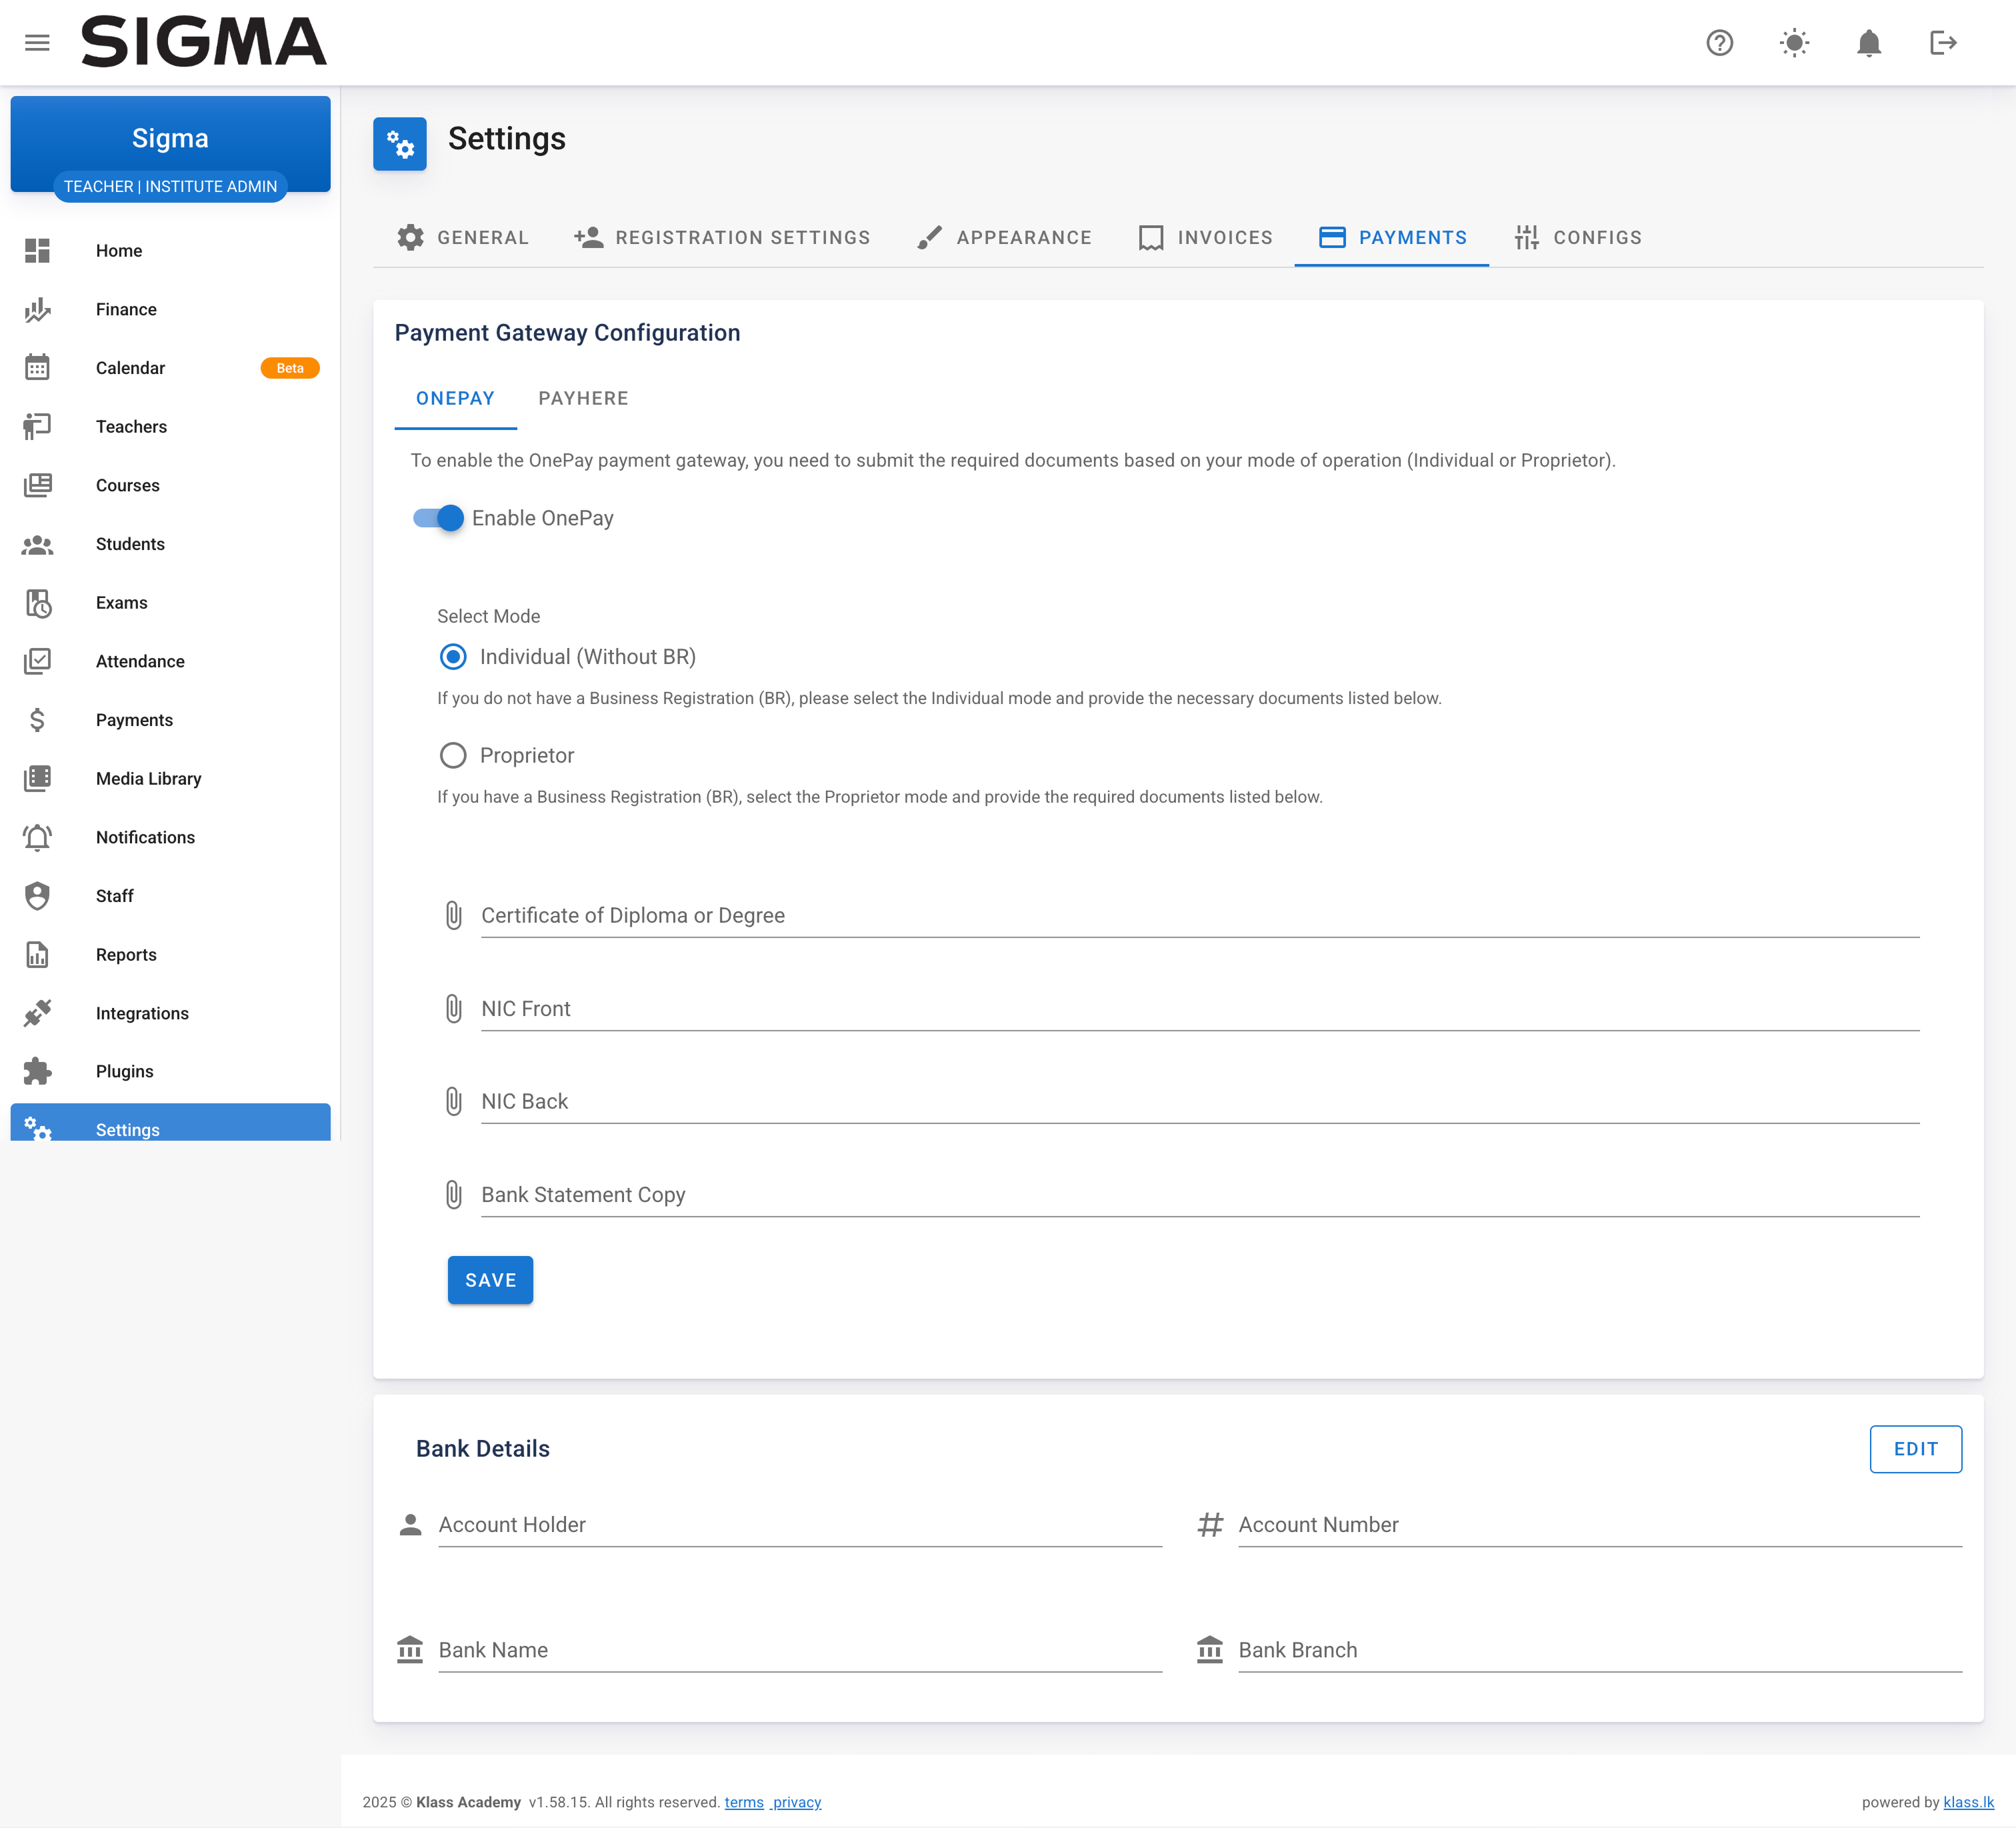 SIGMA
Sigma
TEACHER | INSTITUTE ADMIN
Home
Finance
Calendar Beta
Teachers
Courses
Students
Exams
Attendance
Payments
Media Library
Notifications
Staff
Reports
Integrations
Plugins
Settings
Settings
GENERAL REGISTRATION SETTINGS APPEARANCE INVOICES PAYMENTS CONFIGS
Payment Gateway Configuration
ONEPAY PAYHERE
To enable the OnePay payment gateway, you need to submit the required documents based on your mode of operation (Individual or Proprietor).
Enable OnePay
Select Mode
Individual (Without BR)
If you do not have a Business Registration (BR), please select the Individual mode and provide the necessary documents listed below.
Proprietor
If you have a Business Registration (BR), select the Proprietor mode and provide the required documents listed below.
Certificate of Diploma or Degree
NIC Front
NIC Back
Bank Statement Copy
SAVE
Bank Details EDIT
Account Holder # Account Number
Bank Name Bank Branch
2025 © Klass Academy v1.58.15. All rights reserved. terms privacy powered by klass.lk